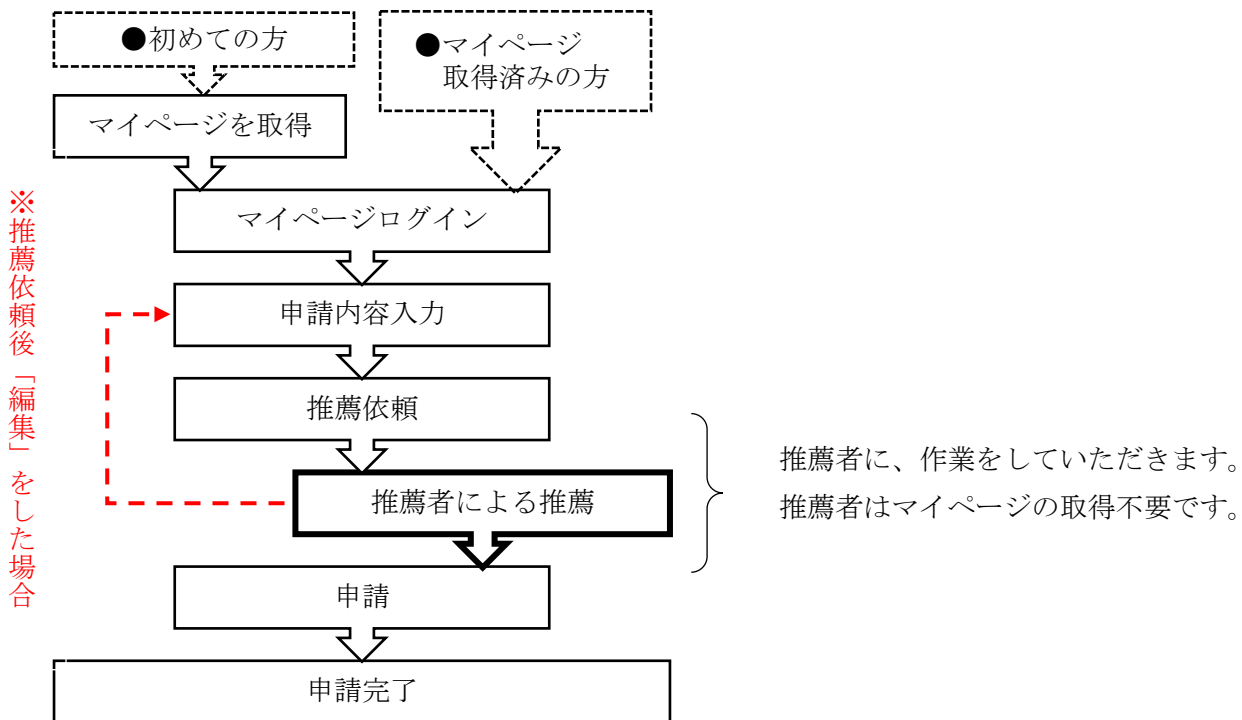 ●初めての方
●マイページ
取得済みの方
マイページを取得
マイページログイン
申請内容入力
推薦依頼
推薦者による推薦
申請
申請完了
※推薦依頼後「編集」をした場合
推薦者に、作業をしていただきます。
推薦者はマイページの取得不要です。